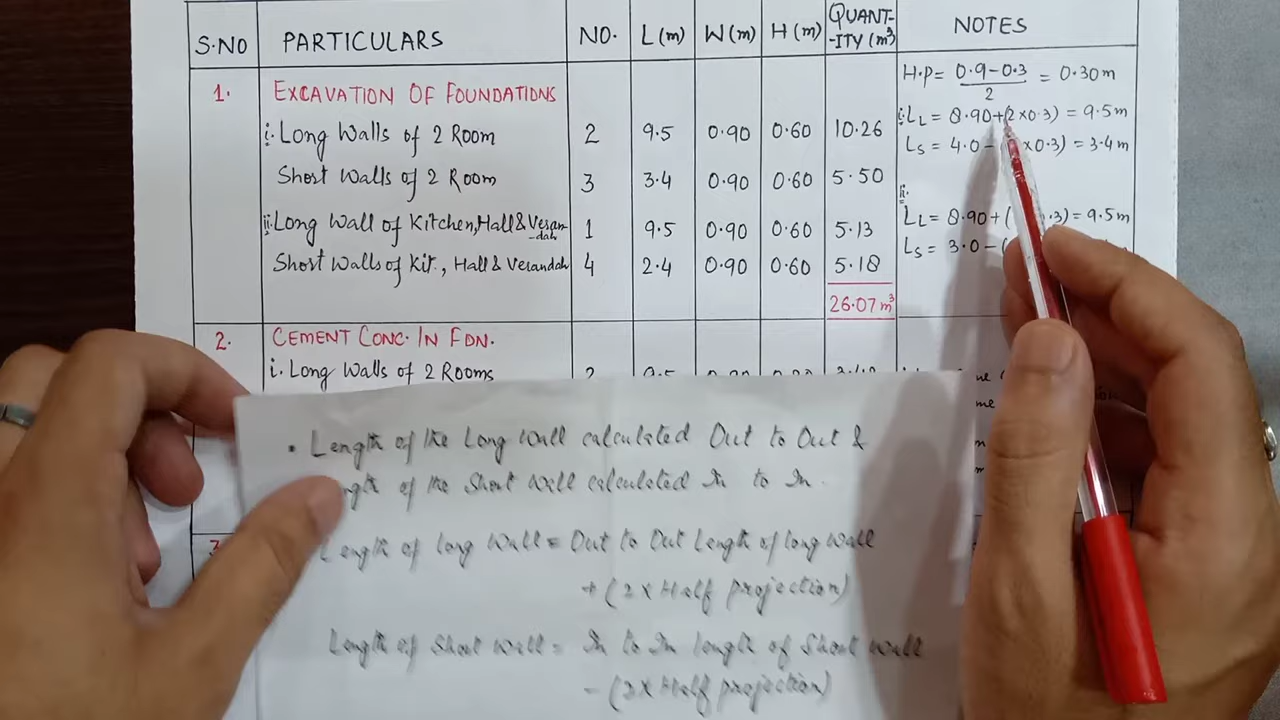 S.NO PARTICULARS NO. L(m) W(m) H(m) QUANT--ITY(m³) NOTES
1. EXCAVATION OF FOUNDATIONS
i. Long Walls of 2 Room 2 9.5 0.90 0.60 10.26
Short Walls of 2 Room 3 3.4 0.90 0.60 5.50
ii. Long Wall of Kitchen, Hall & Veran-dah 1 9.5 0.90 0.60 5.13
Short Walls of Kit., Hall & Verandah 4 2.4 0.90 0.60 5.18
26.07 m³
H.P = 0.9-0.3/2 = 0.30m
i. LL = 8.90+(2×0.3) = 9.5m
LS = 4.0- ×0.3) = 3.4m
ii.
LL = 8.90+( .3) = 9.5m
LS = 3.0-(
2. CEMENT CONC. IN FDN.
i. Long Walls of 2 Rooms 2 9.5
• Length of the Long Wall calculated Out to Out &
of the Short Wall calculated In to In.
Length of long Wall = Out to Out Length of long Wall
+ (2 × Half projection)
Length of Short Wall = In to In length of Short Wall
- (2 × Half projection)